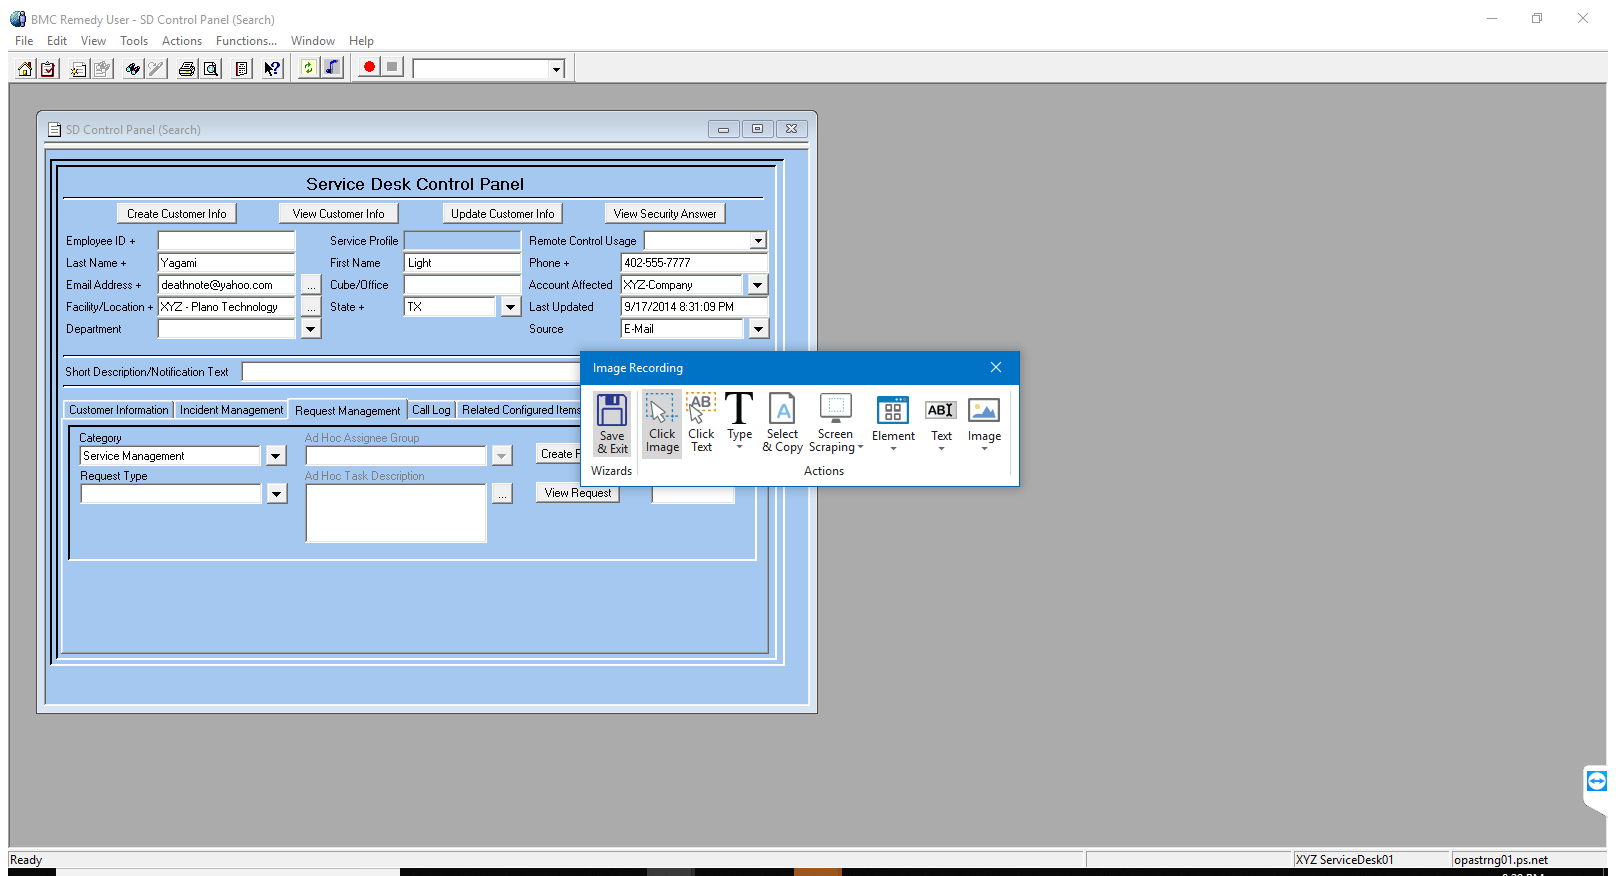 BMC Remedy User - SD Control Panel (Search)
File Edit View Tools Actions Functions... Window Help
SD Control Panel (Search)
Service Desk Control Panel
Create Customer Info View Customer Info Update Customer Info View Security Answer
Employee ID + Service Profile Remote Control Usage
Last Name + Yagami First Name Light Phone + 402-555-7777
Email Address + deathnote@yahoo.com ... Cube/Office Account Affected XYZ-Company
Facility/Location + XYZ - Plano Technology ... State + TX Last Updated 9/17/2014 8:31:09 PM
Department Source E-Mail
Short Description/Notification Text
Image Recording
Customer Information Incident Management Request Management Call Log Related Configured Items
Save & Exit
Click Image
Click Text
Type
Select & Copy
Screen Scraping
Element
Text
Image
Wizards Actions
Category Ad Hoc Assignee Group
Service Management Create
Request Type Ad Hoc Task Description
... View Request
Ready XYZ ServiceDesk01 opastrng01.ps.net